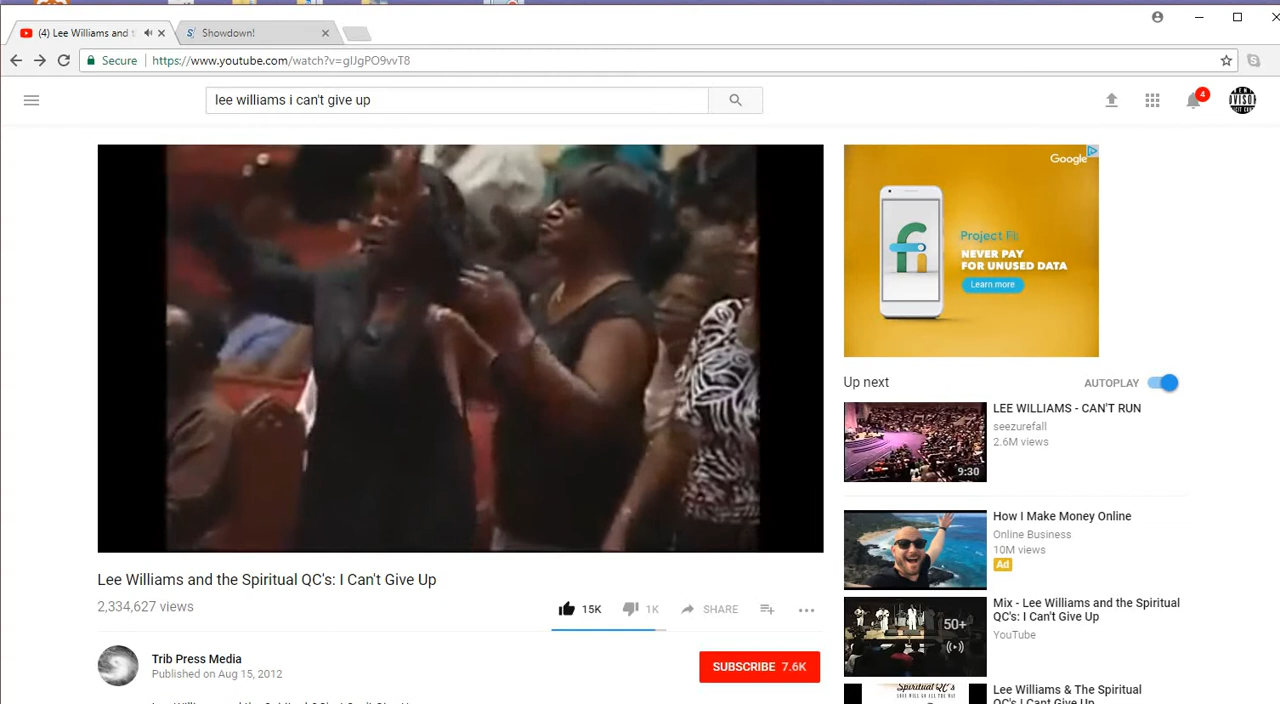 (4) Lee Williams and t
Showdown!
Secure
https://www.youtube.com/watch?v=gIJgPO9vvT8
lee williams i can't give up
4
Google
fi
Project Fi:
NEVER PAY
FOR UNUSED DATA
Learn more
Up next
AUTOPLAY
LEE WILLIAMS - CAN'T RUN
seezurefall
2.6M views
9:30
How I Make Money Online
Online Business
10M views
Ad
Mix - Lee Williams and the Spiritual
QC's: I Can't Give Up
YouTube
50+
Lee Williams & The Spiritual
Spiritual QC's
Lee Williams and the Spiritual QC's: I Can't Give Up
2,334,627 views
15K
1K
SHARE
Trib Press Media
Published on Aug 15, 2012
SUBSCRIBE 7.6K